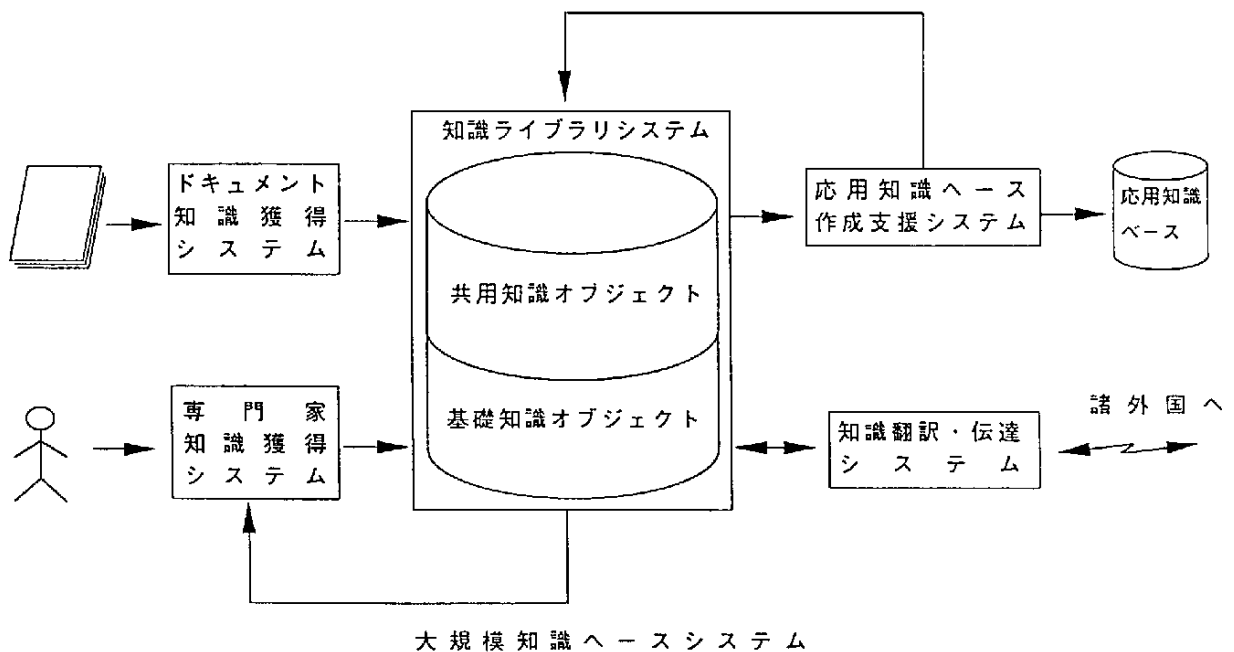 知識ライブラリシステム
ドキュメント
知識獲得
システム
共用知識オブジェクト
基礎知識オブジェクト
専門家
知識獲得
システム
応用知識ヘース
作成支援システム
応用知識
ベース
知識翻訳・伝達
システム
諸外国へ
大規模知識ヘースシステム